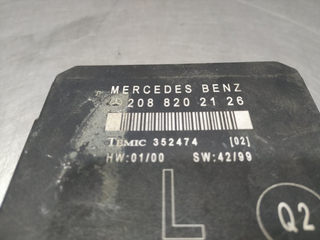 MERCEDES BENZ
208 820 21 26
TEMIC 352474 [02]
HW:01/00 SW:42/99
L
Q2